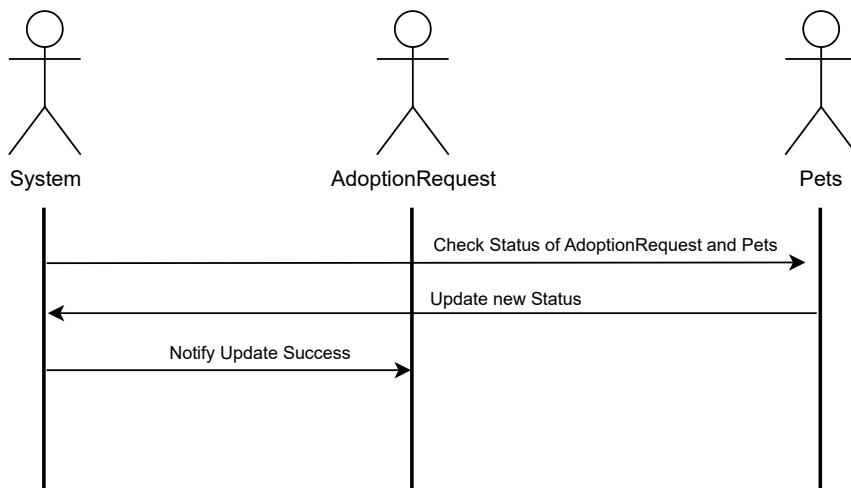 System
AdoptionRequest
Pets
Check Status of AdoptionRequest and Pets
Update new Status
Notify Update Success